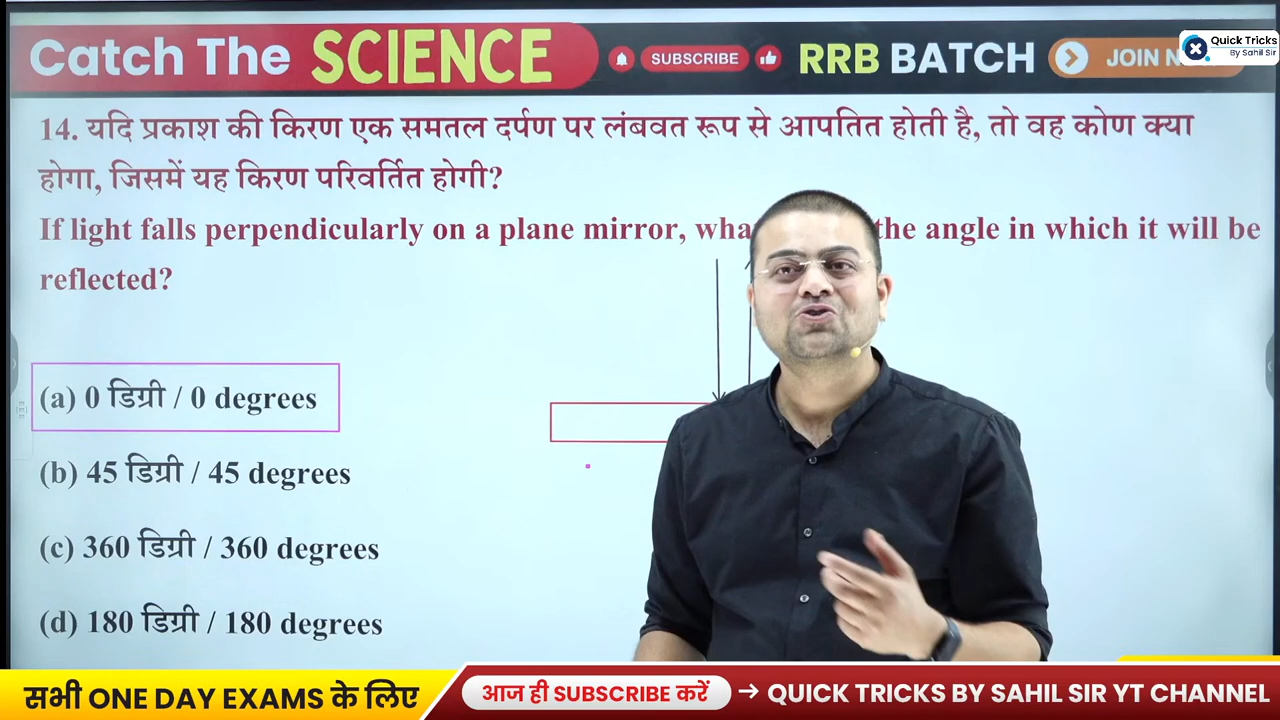 Catch The SCIENCE
SUBSCRIBE
RRB BATCH
JOIN
Quick Tricks
By Sahil Sir
14. यदि प्रकाश की किरण एक समतल दर्पण पर लंबवत रूप से आपतित होती है, तो वह कोण क्या
होगा, जिसमें यह किरण परिवर्तित होगी?
If light falls perpendicularly on a plane mirror, the angle in which it will be
reflected?
(a) 0 डिग्री / 0 degrees
(b) 45 डिग्री / 45 degrees
(c) 360 डिग्री / 360 degrees
(d) 180 डिग्री / 180 degrees
सभी ONE DAY EXAMS के लिए
आज ही SUBSCRIBE करें
→ QUICK TRICKS BY SAHIL SIR YT CHANNEL